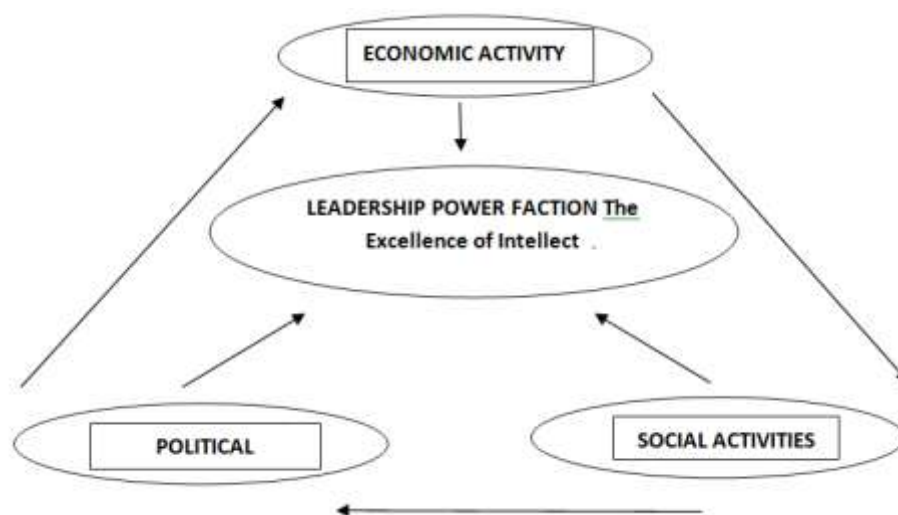 ECONOMIC ACTIVITY
LEADERSHIP POWER FACTION The
Excellence of Intellect .
POLITICAL
SOCIAL ACTIVITIES